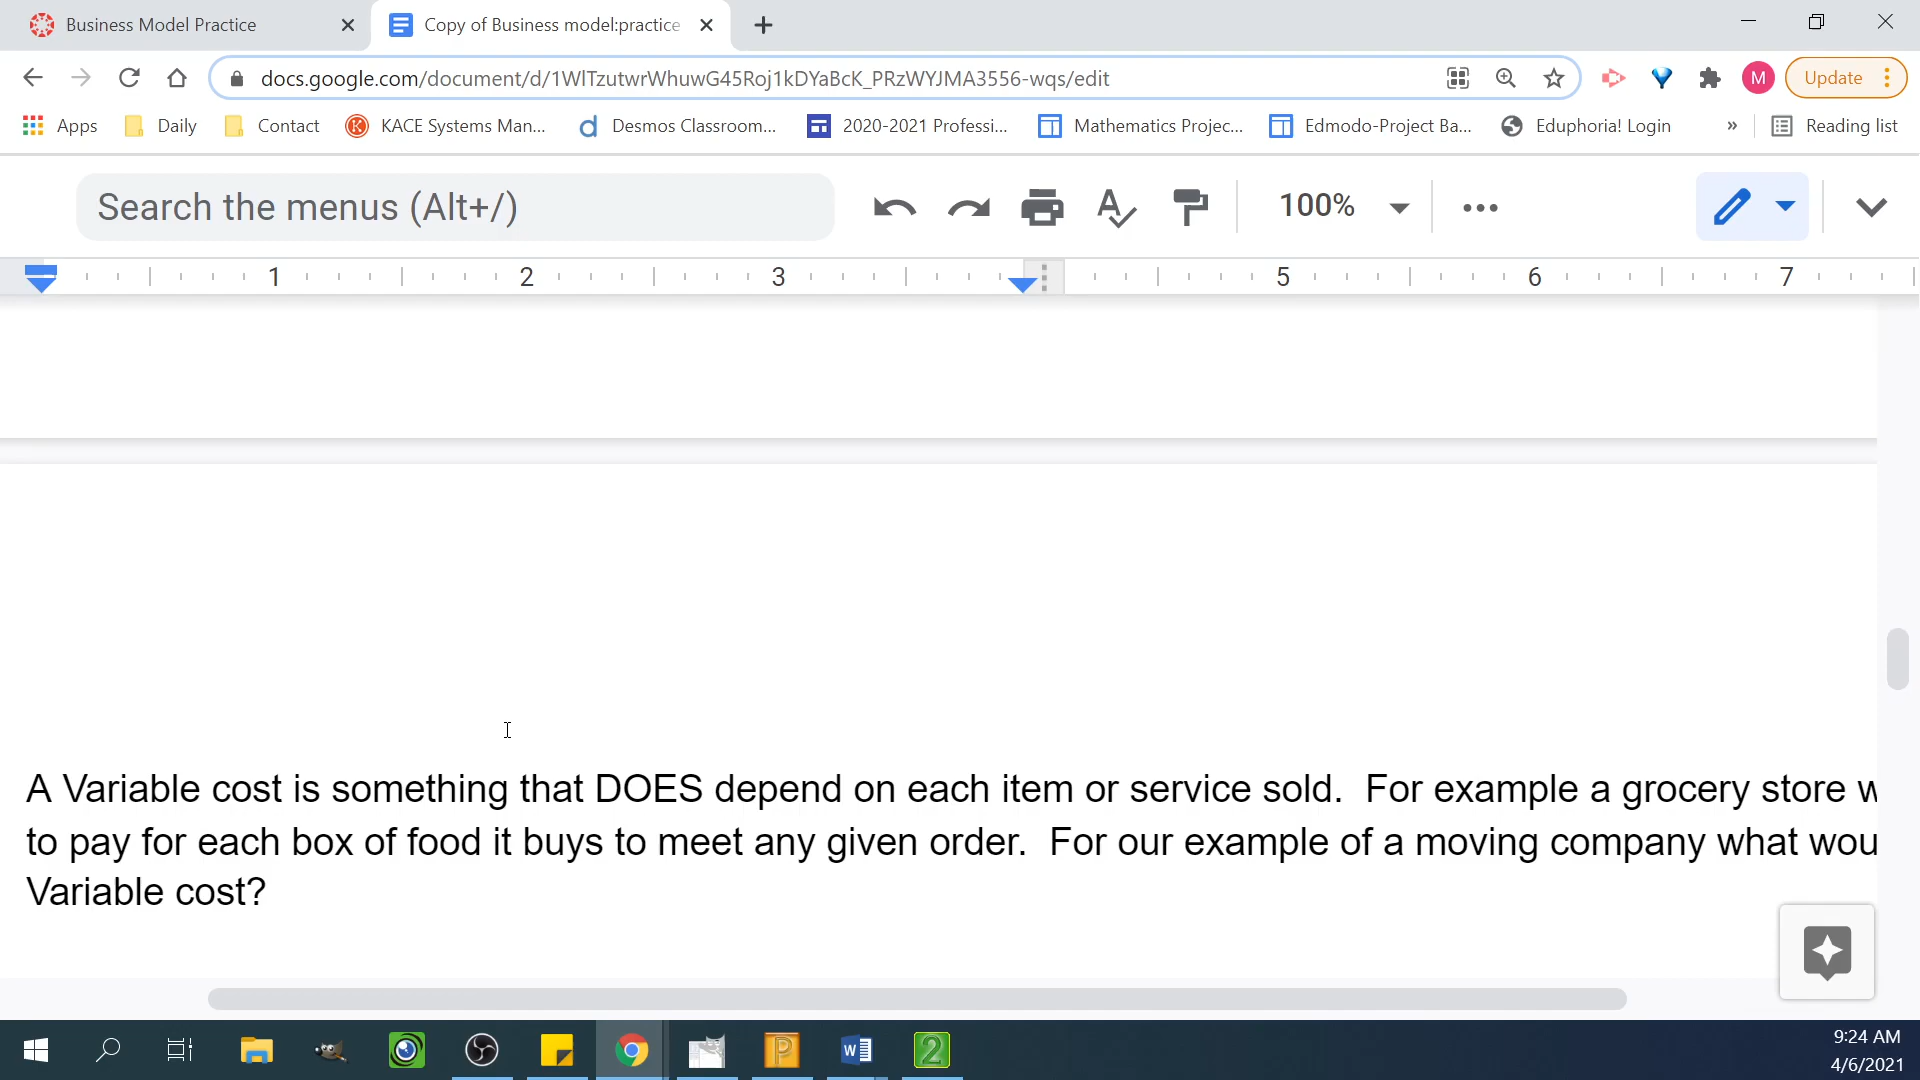 Business Model Practice
Copy of Business model:practice
docs.google.com/document/d/1WlTzutwrWhuwG45Roj1kDYaBcK_PRzWYJMA3556-wqs/edit
M
Update
Apps
Daily
Contact
KACE Systems Man...
Desmos Classroom...
2020-2021 Professi...
Mathematics Projec...
Edmodo-Project Ba...
Euphoria! Login
»
Reading list
Search the menus (Alt+/)
100%
1 2 3 5 6 7
A Variable cost is something that DOES depend on each item or service sold.  For example a grocery store w
to pay for each box of food it buys to meet any given order.  For our example of a moving company what wou
Variable cost?
9:24 AM
4/6/2021